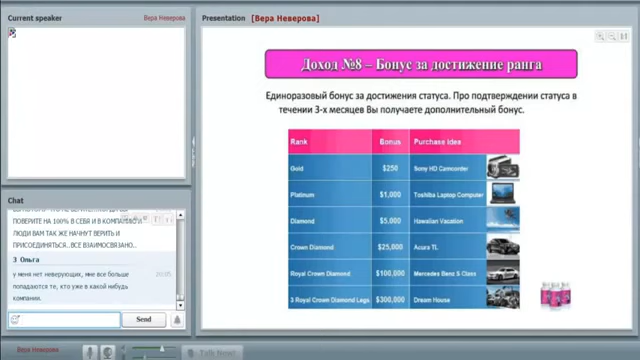 Current speaker
Вера Неверова
Presentation [Вера Неверова]
Доход №8 – Бонус за достижение ранга
Единоразовый бонус за достижения статуса. Про подтверждении статуса в
течении 3-х месяцев Вы получаете дополнительный бонус.
Rank Bonus Purchase Idea
Gold $250 Sony HD Camcorder
Platinum $1,000 Toshiba Laptop Computer
Diamond $5,000 Hawaiian Vacation
Crown Diamond $25,000 Acura TL
Royal Crown Diamond $100,000 Mercedes Benz S Class
3 Royal Crown Diamond Legs $300,000 Dream House
Chat
ПОВЕРИТЕ НА 100% В СЕБЯ И В КОМПАНИЮ И
ЛЮДИ ВАМ ТАК ЖЕ НАЧНУТ ВЕРИТЬ И
ПРИСОЕДИНЯТЬСЯ...ВСЕ ВЗАИМОСВЯЗАНО..
3 Ольга
у меня нет неверующих, мне все больше 20:05
попадаются те, кто уже в какой нибудь
компании.
Send
Вера Неверова
Talk Now!